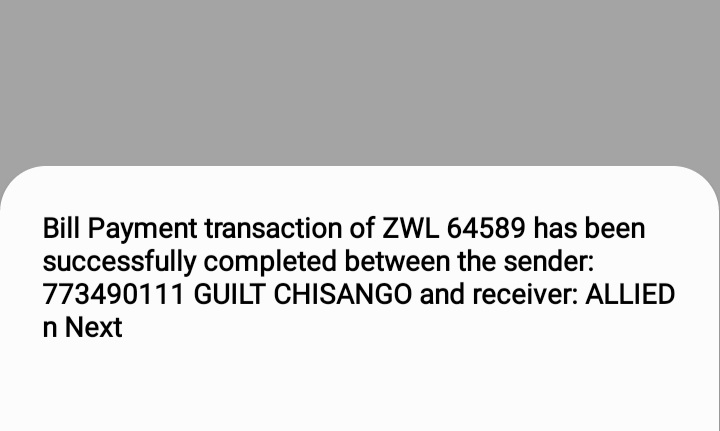 Bill Payment transaction of ZWL 64589 has been
successfully completed between the sender:
773490111 GUILT CHISANGO and receiver: ALLIED
n Next